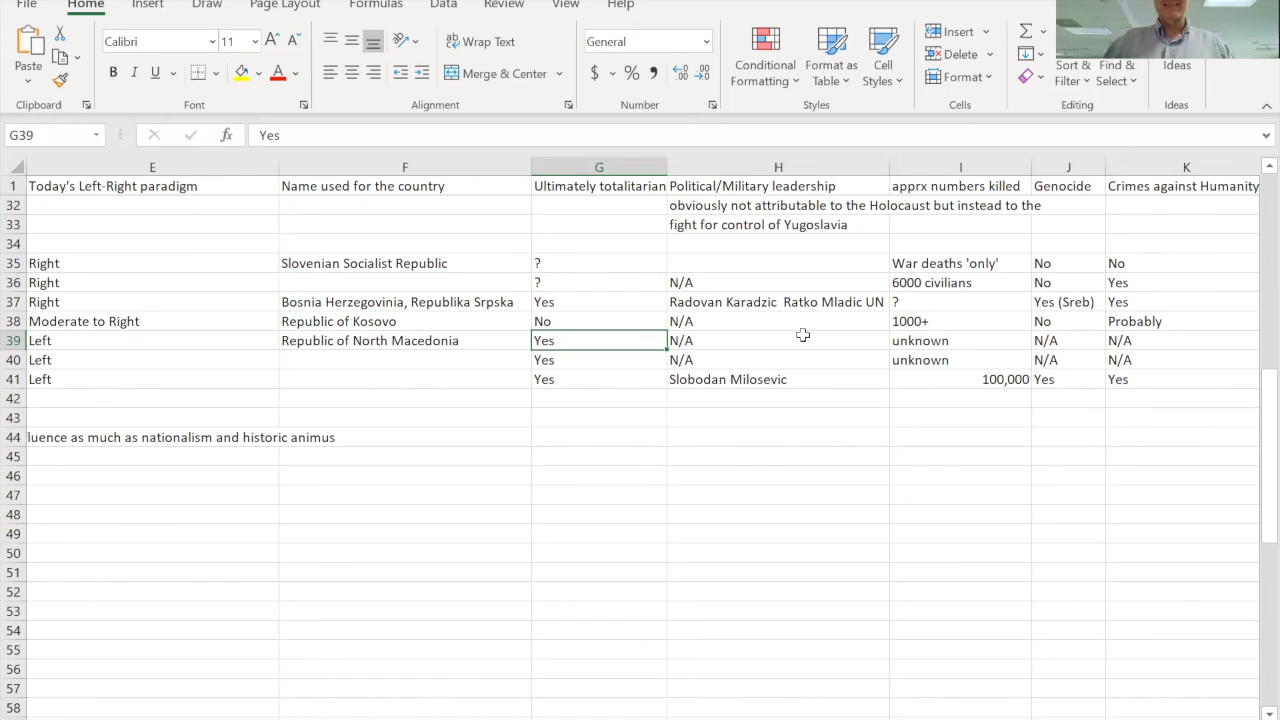 File Home Insert Draw Page Layout Formulas Data Review View Help
Calibri 11 A A Wrap Text General Insert Σ
Delete
Paste B I U A Merge & Center $ % Conditional Format as Cell Format Sort & Find & Ideas
Formatting Table Styles Filter Select
Clipboard Font Alignment Number Styles Cells Editing Ideas
G39 fx Yes
E F G H I J K
1 Today's Left-Right paradigm Name used for the country Ultimately totalitarian Political/Military leadership apprx numbers killed Genocide Crimes against Humanity
32 obviously not attributable to the Holocaust but instead to the
33 fight for control of Yugoslavia
34
35 Right Slovenian Socialist Republic ? War deaths 'only' No No
36 Right ? N/A 6000 civilians No Yes
37 Right Bosnia Herzegovina, Republika Srpska Yes Radovan Karadzic Ratko Mladic UN ? Yes (Sreb) Yes
38 Moderate to Right Republic of Kosovo No N/A 1000+ No Probably
39 Left Republic of North Macedonia Yes N/A unknown N/A N/A
40 Left Yes N/A unknown N/A N/A
41 Left Yes Slobodan Milosevic 100,000 Yes Yes
42
43
44 luence as much as nationalism and historic animus
45
46
47
48
49
50
51
52
53
54
55
56
57
58